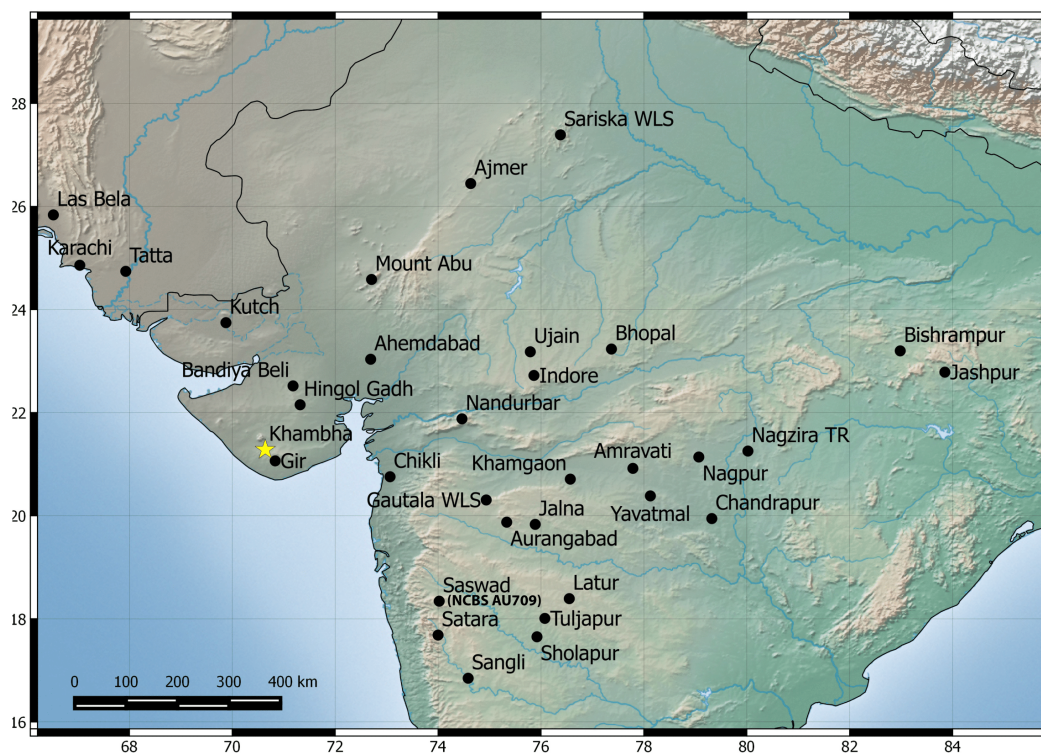 28
Sariska WLS
Ajmer
26
Las Bela
Karachi
Tatta
Mount Abu
24
Kutch
Ujain
Bhopal
Bishrampur
Ahemdabad
Bandiya Beli
Indore
Jashpur
Hingol Gadh
22
Nandurbar
Khambha
Gir
Chikli
Khamgaon
Amravati
Nagzira TR
Nagpur
Gautala WLS
Jalna
Yavatmal
Chandrapur
20
Aurangabad
Saswad
(NCBS AU709)
Latur
18
Satara
Tuljapur
Sholapur
Sangli
0 100 200 300 400 km
16
68 70 72 74 76 78 80 82 84